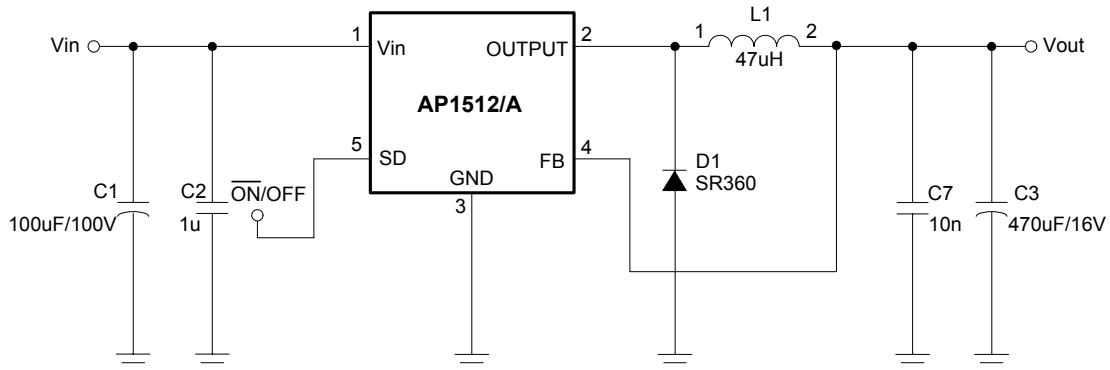 L1
Vin
1
Vin
OUTPUT
2
1
2
47uH
Vout
AP1512/A
5
SD
FB
4
D1
SR360
GND
3
C1
100uF/100V
C2
1u
ON/OFF
C7
10n
C3
470uF/16V